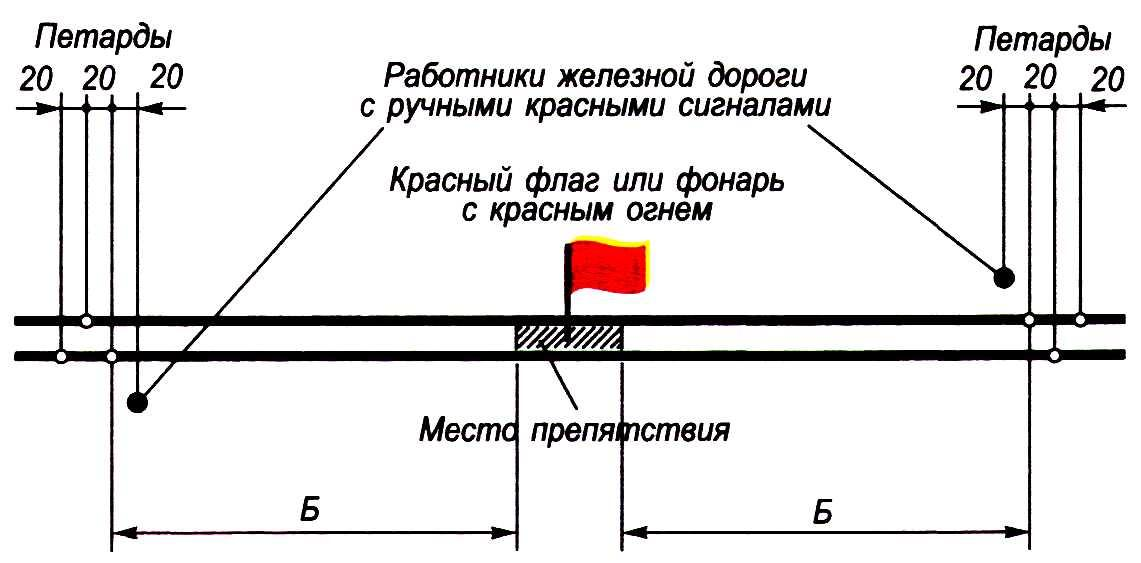 Петарды
20 20 20
Работники железной дороги
с ручными красными сигналами
Петарды
20 20 20
Красный флаг или фонарь
с красным огнем
Место препятствия
Б
Б